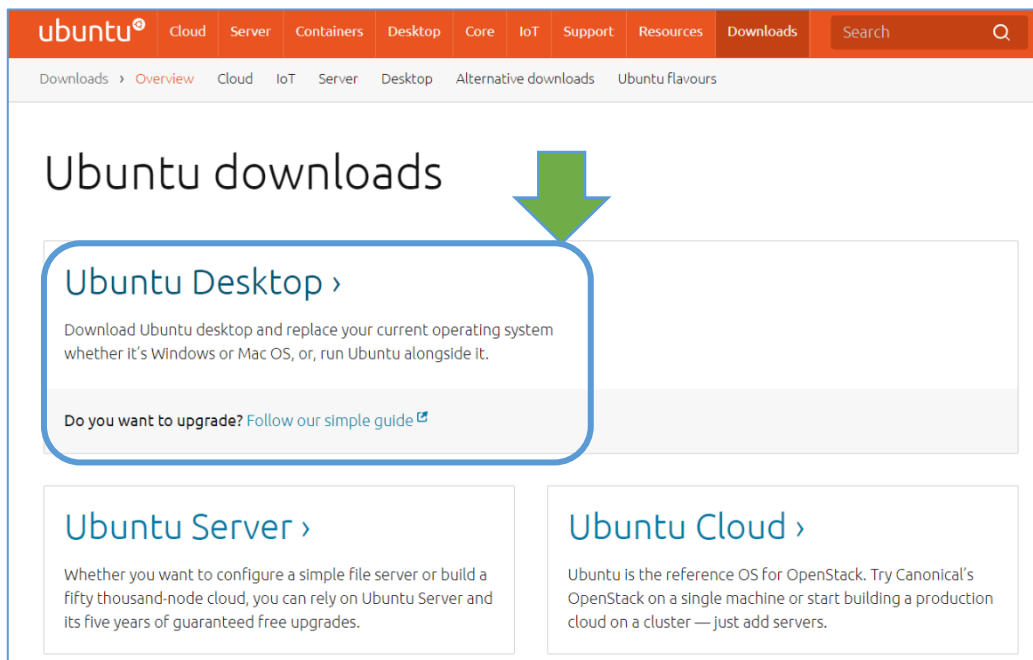 ubuntu® Cloud Server Containers Desktop Core IoT Support Resources Downloads Search
Downloads › Overview Cloud IoT Server Desktop Alternative downloads Ubuntu flavours
Ubuntu downloads
Ubuntu Desktop ›
Download Ubuntu desktop and replace your current operating system
whether it's Windows or Mac OS, or, run Ubuntu alongside it.
Do you want to upgrade? Follow our simple guide
Ubuntu Server ›
Whether you want to configure a simple file server or build a
fifty thousand-node cloud, you can rely on Ubuntu Server and
its five years of guaranteed free upgrades.
Ubuntu Cloud ›
Ubuntu is the reference OS for OpenStack. Try Canonical's
OpenStack on a single machine or start building a production
cloud on a cluster — just add servers.